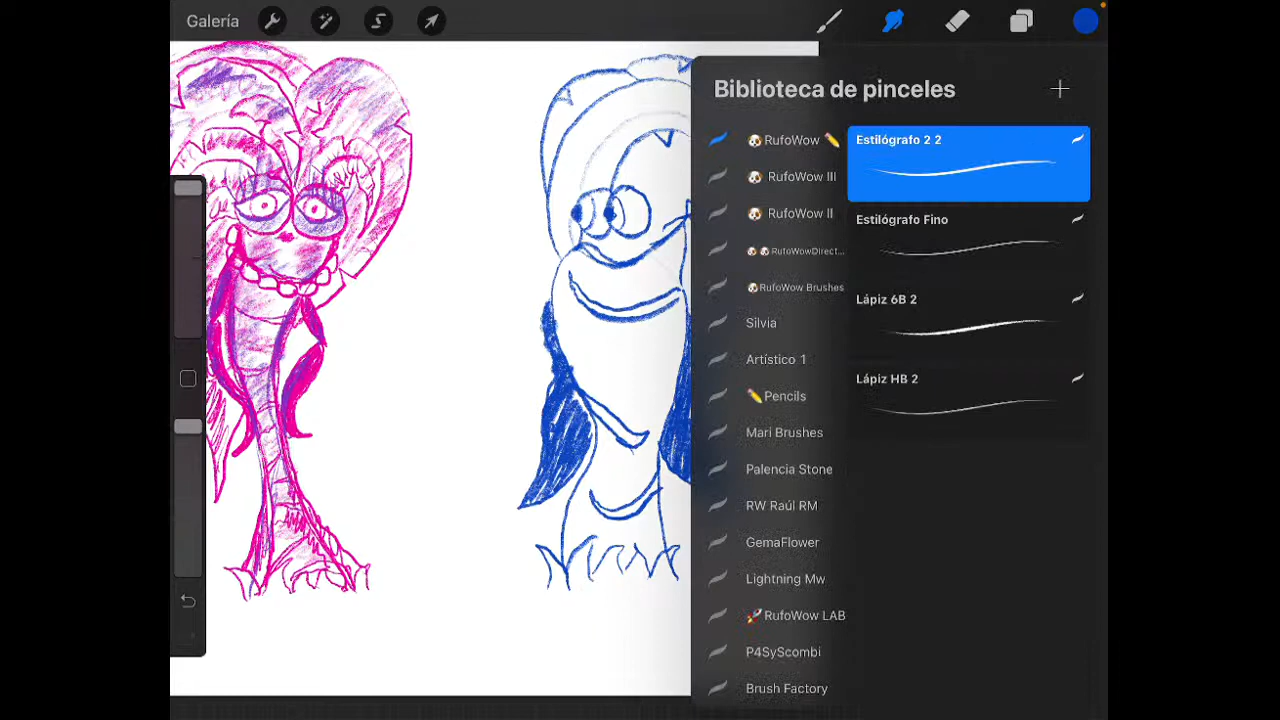 Galería
Biblioteca de pinceles
RufoWow
RufoWow III
RufoWow II
RufoWowDirect...
RufoWow Brushes
Silvia
Artístico 1
Pencils
Mari Brushes
Palencia Stone
RW Raúl RM
GemaFlower
Lightning Mw
RufoWow LAB
P4SyScombi
Brush Factory
Estilógrafo 2 2
Estilógrafo Fino
Lápiz 6B 2
Lápiz HB 2